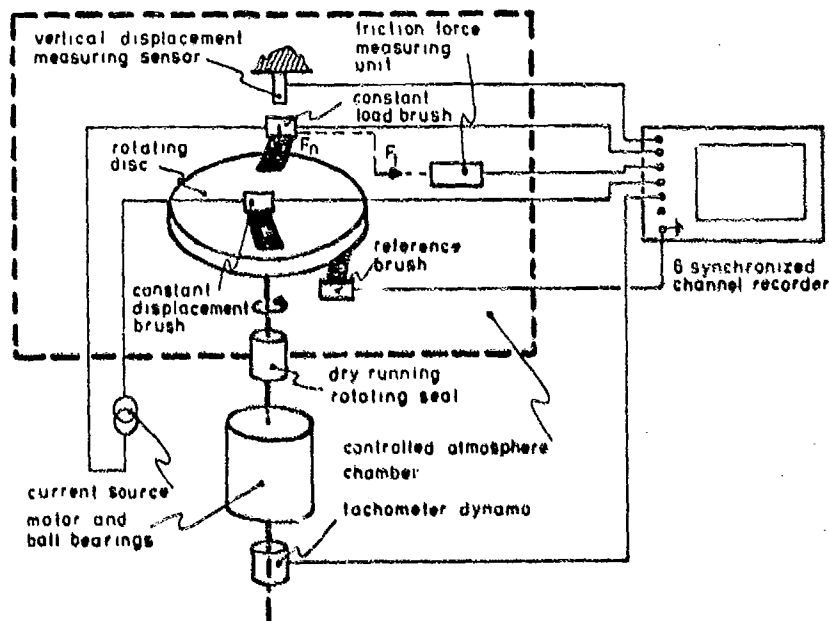 vertical displacement
measuring sensor
friction force
measuring
unit
constant
load brush
rotating
disc
Fn
reference
brush
constant
displacement
brush
6 synchronized
channel recorder
dry running
rotating seal
controlled atmosphere
chamber
current source
motor and
ball bearings
tachometer dynamo